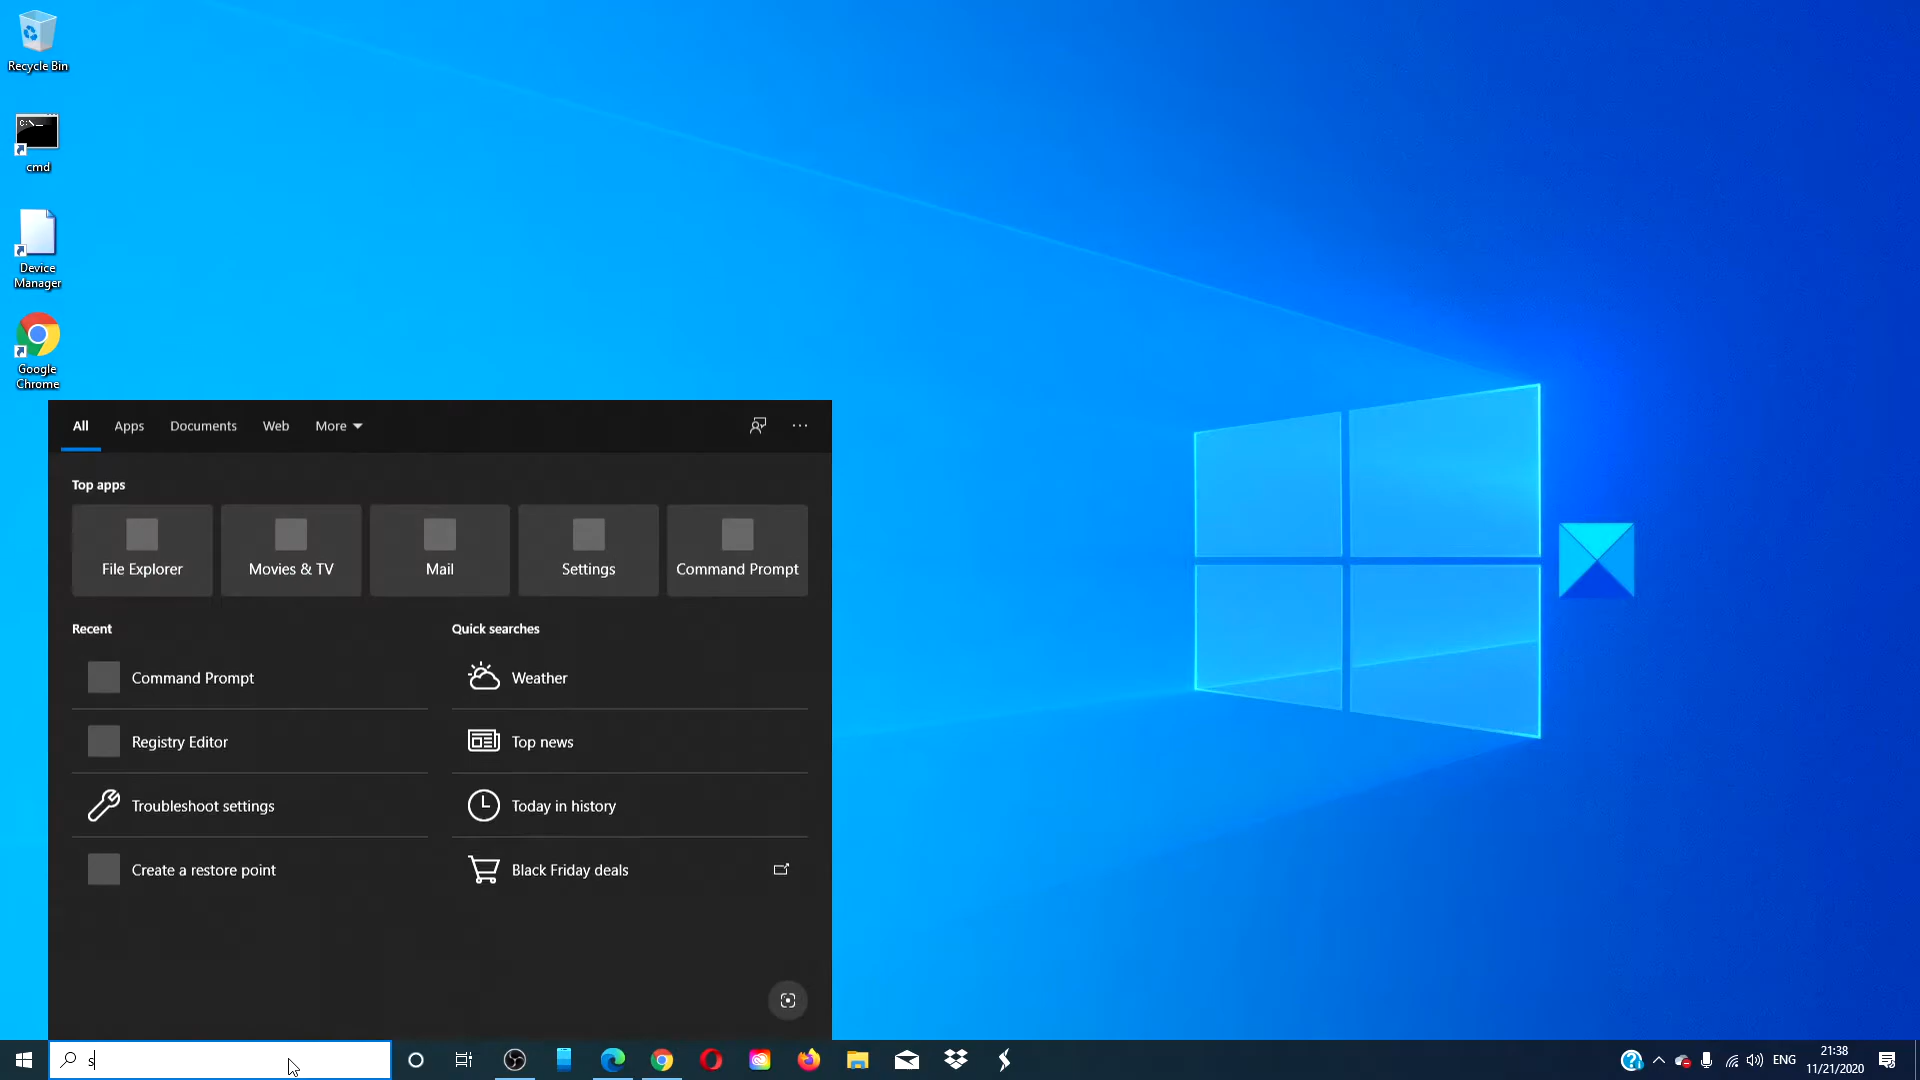 Recycle Bin
C:\._
cmd
Device
Manager
Google
Chrome
All Apps Documents Web More
Top apps
File Explorer Movies & TV Mail Settings Command Prompt
Recent Quick searches
Command Prompt Weather
Registry Editor Top news
Troubleshoot settings Today in history
Create a restore point Black Friday deals
s
ENG
21:38
11/21/2020